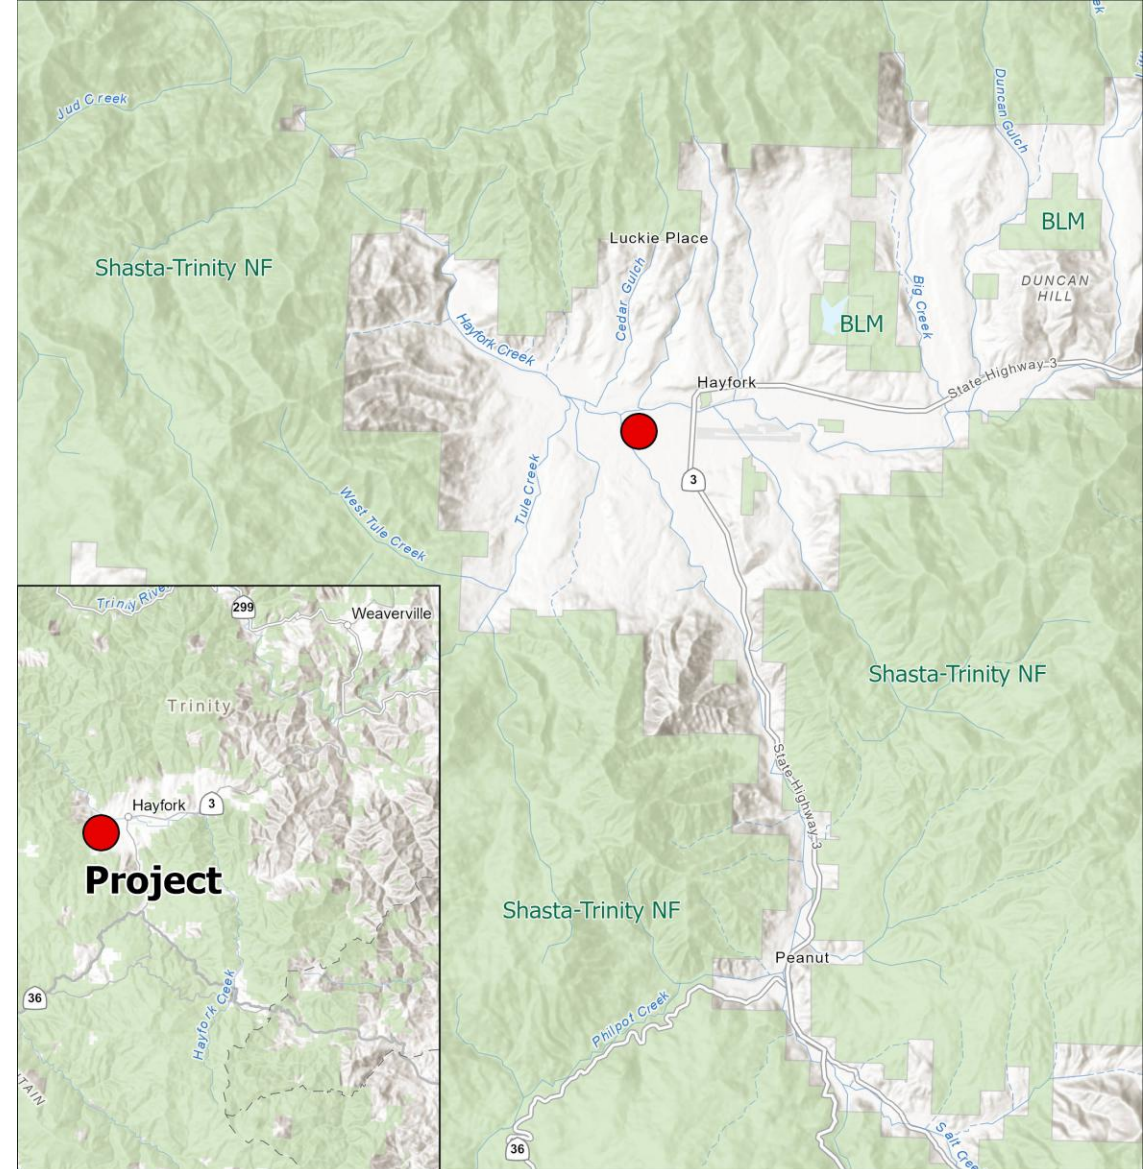 Jud Creek
Duncan Gulch
BLM
Luckie Place
Shasta-Trinity NF
Cedar Gulch
DUNCAN
HILL
Big Creek
BLM
Hayfork Creek
State Highway 3
Hayfork
3
Tule Creek
West Tule Creek
Shasta-Trinity NF
State Highway 3
Shasta-Trinity NF
Peanut
Philpot Creek
36
Salt Creek
Trinity River
299
Weaverville
Trinity
Hayfork
3
Project
36
Hayfork Creek